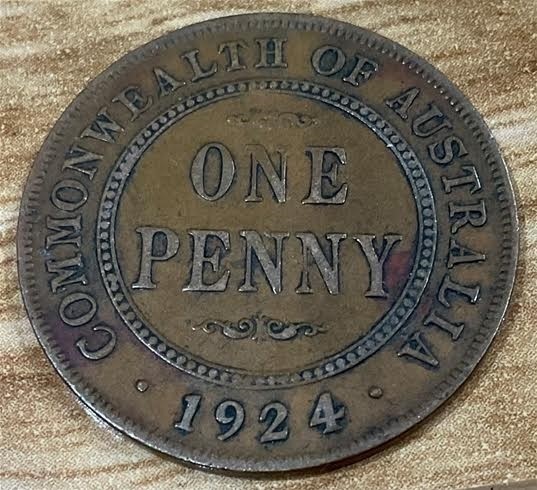 COMMONWEALTH OF AUSTRALIA
ONE
PENNY
1924